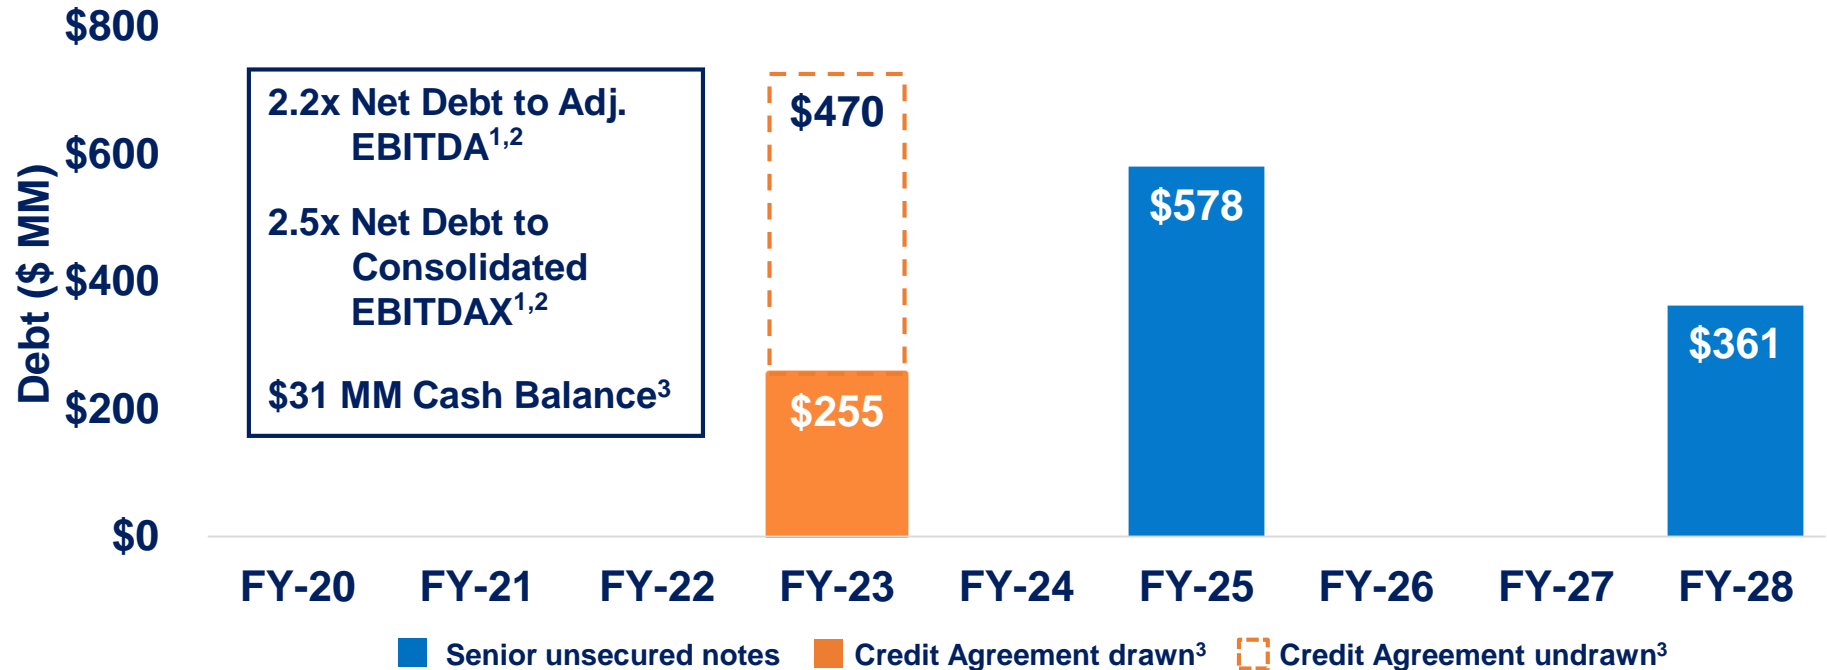 $800
$600
$400
$200
$0
Debt ($ MM)
2.2x Net Debt to Adj.
EBITDA1,2
2.5x Net Debt to
Consolidated
EBITDAX1,2
$31 MM Cash Balance3
$470
$255
$578
$361
FY-20 FY-21 FY-22 FY-23 FY-24 FY-25 FY-26 FY-27 FY-28
Senior unsecured notes Credit Agreement drawn3 Credit Agreement undrawn3